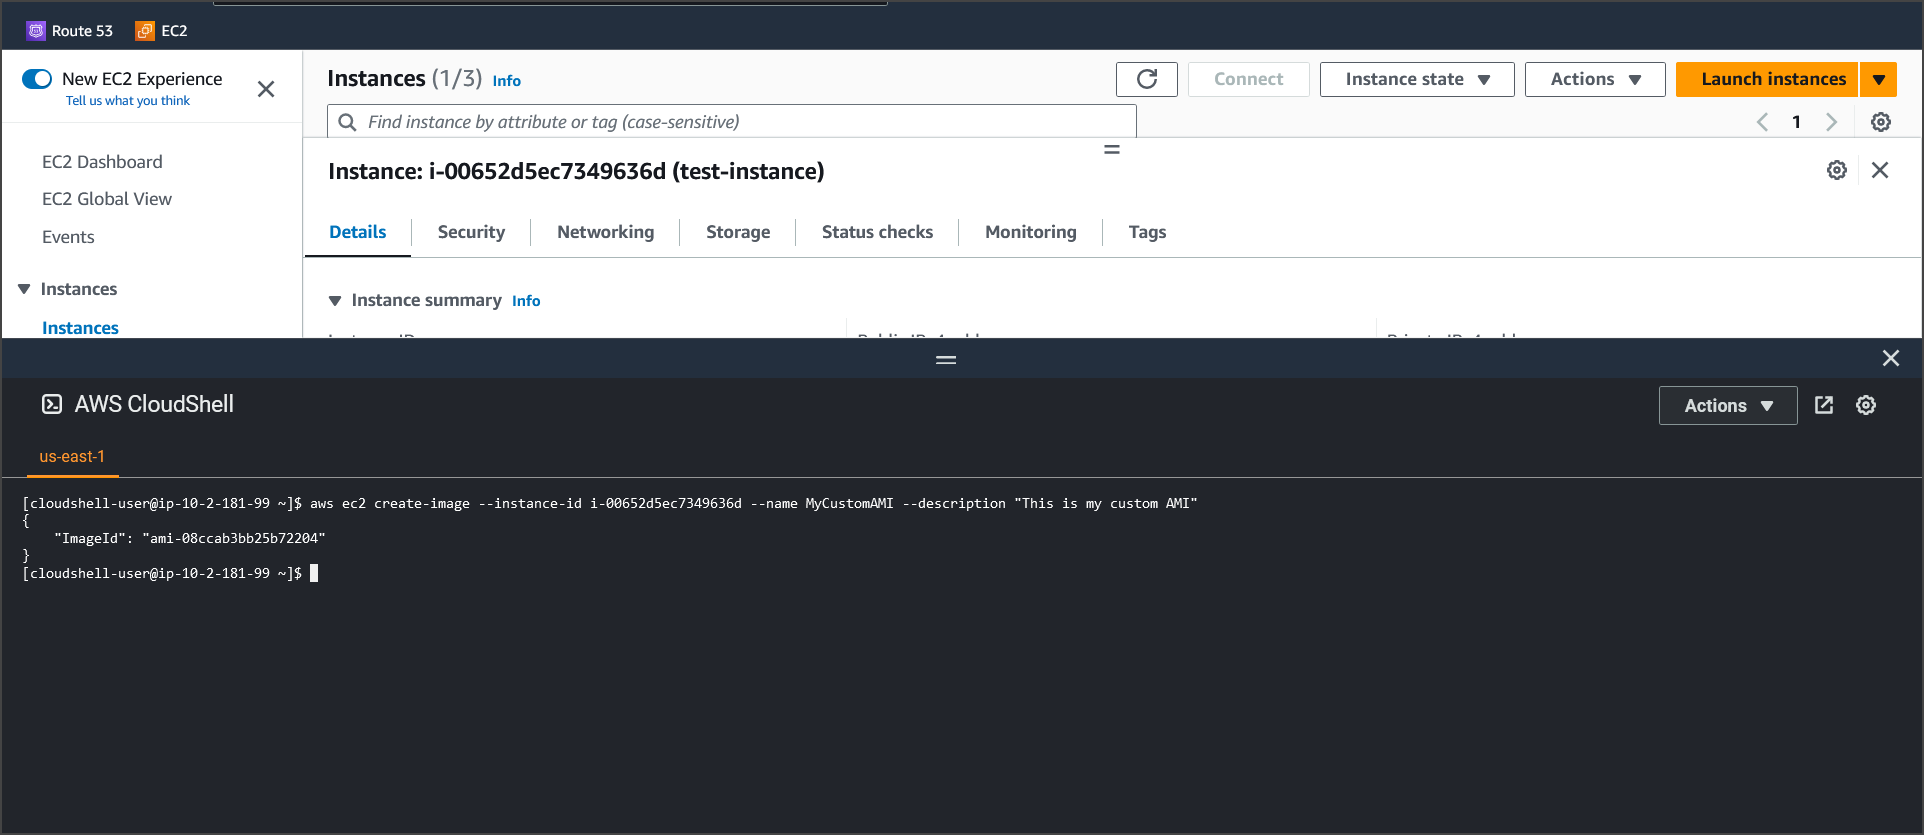 Route 53 EC2
New EC2 Experience
Tell us what you think
EC2 Dashboard
EC2 Global View
Events
Instances
Instances
Instances (1/3) Info
Connect Instance state Actions Launch instances
Find instance by attribute or tag (case-sensitive)
1
Instance: i-00652d5ec7349636d (test-instance)
Details Security Networking Storage Status checks Monitoring Tags
Instance summary Info
AWS CloudShell
Actions
us-east-1
[cloudshell-user@ip-10-2-181-99 ~]$ aws ec2 create-image --instance-id i-00652d5ec7349636d --name MyCustomAMI --description "This is my custom AMI"
{
"ImageId": "ami-08ccab3bb25b72204"
}
[cloudshell-user@ip-10-2-181-99 ~]$